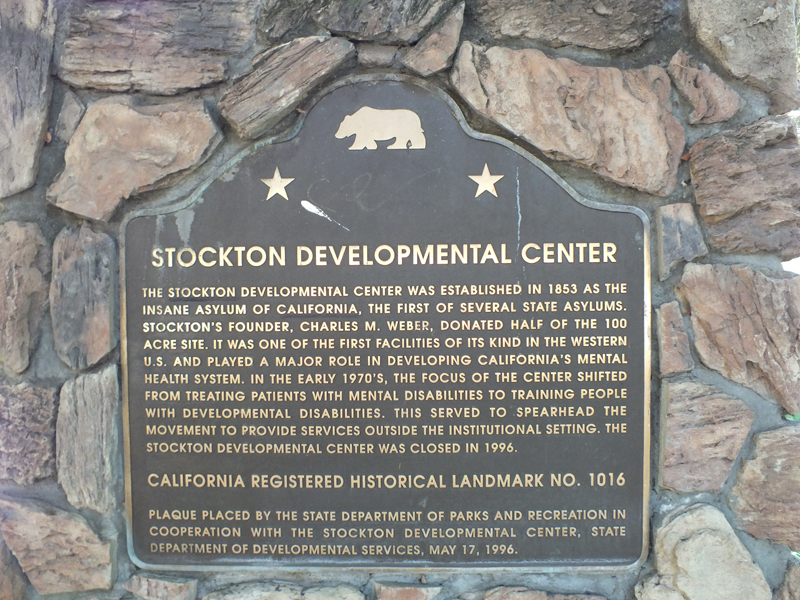 STOCKTON DEVELOPMENTAL CENTER
THE STOCKTON DEVELOPMENTAL CENTER WAS ESTABLISHED IN 1853 AS THE
INSANE ASYLUM OF CALIFORNIA, THE FIRST OF SEVERAL STATE ASYLUMS.
STOCKTON'S FOUNDER, CHARLES M. WEBER, DONATED HALF OF THE 100
ACRE SITE. IT WAS ONE OF THE FIRST FACILITIES OF ITS KIND IN THE WESTERN
U.S. AND PLAYED A MAJOR ROLE IN DEVELOPING CALIFORNIA'S MENTAL
HEALTH SYSTEM. IN THE EARLY 1970'S, THE FOCUS OF THE CENTER SHIFTED
FROM TREATING PATIENTS WITH MENTAL DISABILITIES TO TRAINING PEOPLE
WITH DEVELOPMENTAL DISABILITIES. THIS SERVED TO SPEARHEAD THE
MOVEMENT TO PROVIDE SERVICES OUTSIDE THE INSTITUTIONAL SETTING. THE
STOCKTON DEVELOPMENTAL CENTER WAS CLOSED IN 1996.
CALIFORNIA REGISTERED HISTORICAL LANDMARK NO. 1016
PLAQUE PLACED BY THE STATE DEPARTMENT OF PARKS AND RECREATION IN
COOPERATION WITH THE STOCKTON DEVELOPMENTAL CENTER, STATE
DEPARTMENT OF DEVELOPMENTAL SERVICES, MAY 17, 1996.